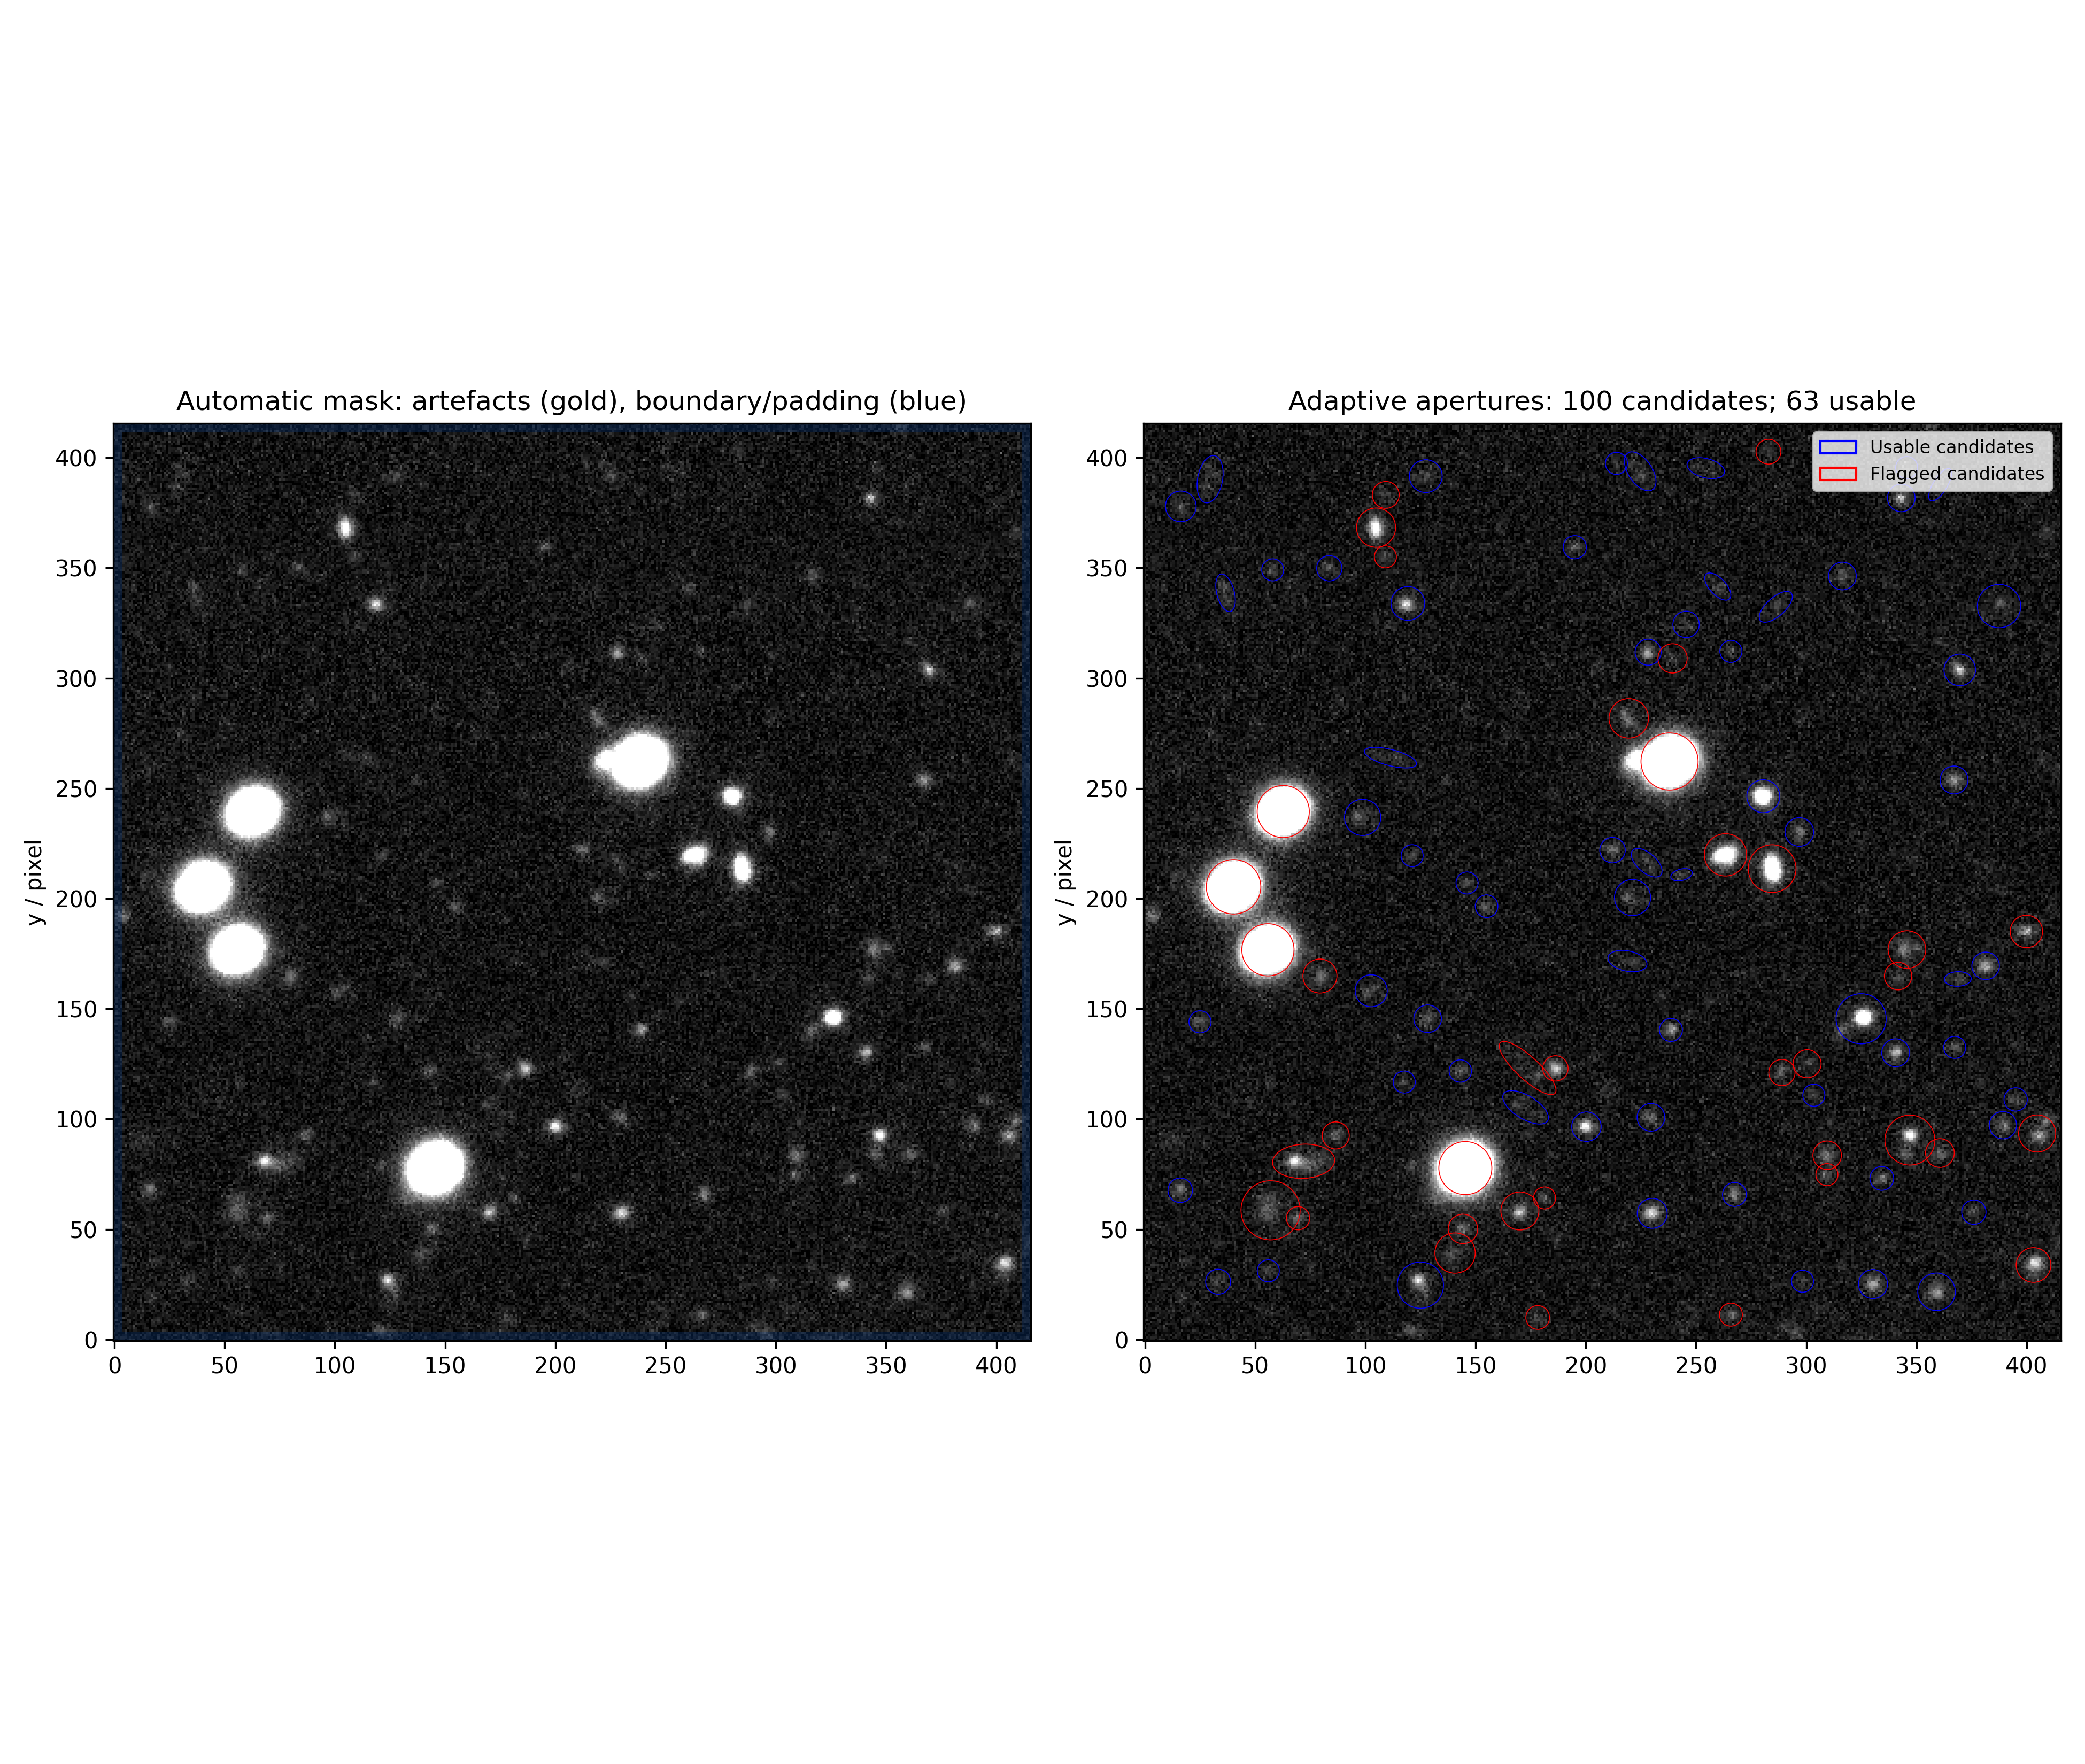 Automatic mask: artefacts (gold), boundary/padding (blue)
y / pixel
400
350
300
250
200
150
100
50
0
0 50 100 150 200 250 300 350 400
Adaptive apertures: 100 candidates; 63 usable
Usable candidates
Flagged candidates
y / pixel
400
350
300
250
200
150
100
50
0
0 50 100 150 200 250 300 350 400